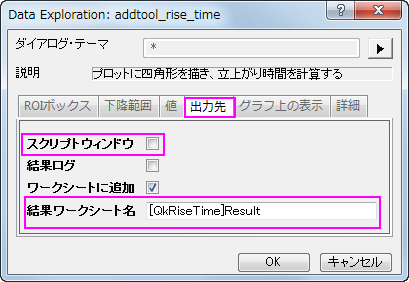 Data Exploration: addtool_rise_time
ダイアログ・テーマ *
説明 プロットに四角形を描き、立上がり時間を計算する
ROIボックス 下降範囲 値 出力先 グラフ上の表示 詳細
スクリプトウィンドウ
結果ログ
ワークシートに追加
結果ワークシート名 [QkRiseTime]Result
OK キャンセル